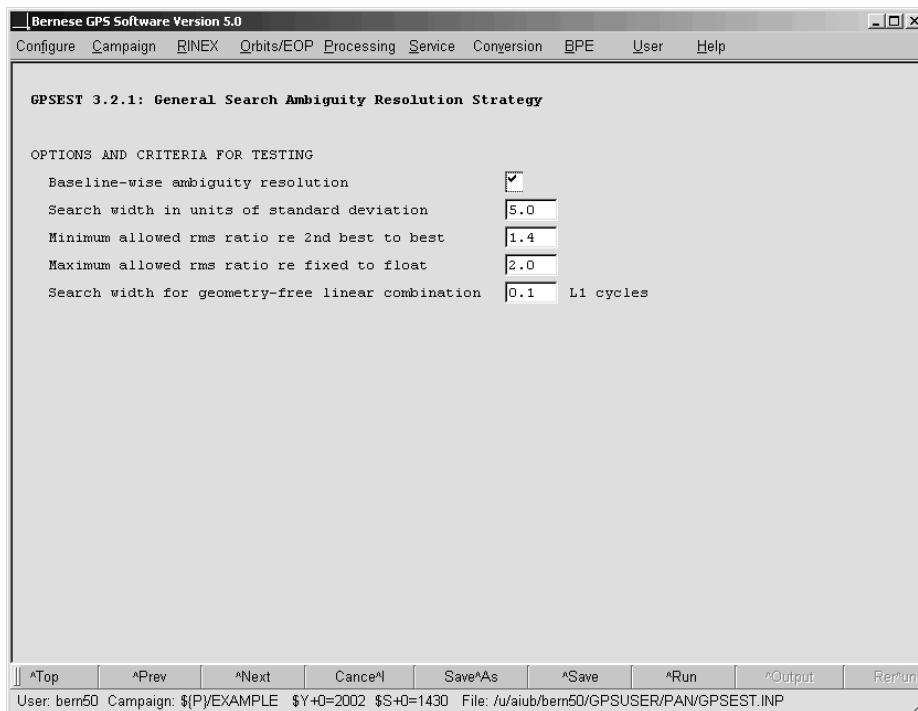 Bernese GPS Software Version 5.0
Configure Campaign RINEX Orbits/EOP Processing Service Conversion BPE User Help
GPSEST 3.2.1: General Search Ambiguity Resolution Strategy
OPTIONS AND CRITERIA FOR TESTING
Baseline-wise ambiguity resolution
Search width in units of standard deviation 5.0
Minimum allowed rms ratio re 2nd best to best 1.4
Maximum allowed rms ratio re fixed to float 2.0
Search width for geometry-free linear combination 0.1 L1 cycles
^Top ^Prev ^Next Cance^l Save^As ^Save ^Run ^Output Rer^un
User: bern50 Campaign: ${P}/EXAMPLE $Y+0=2002 $S+0=1430 File: /u/aiub/bern50/GPSUSER/PAN/GPSEST.INP